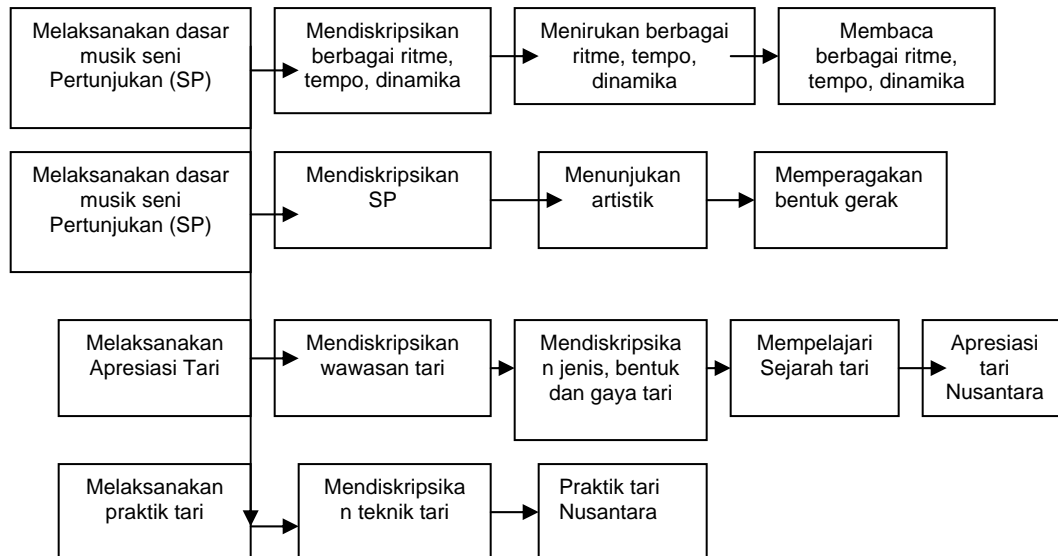 Melaksanakan dasar
musik seni
Pertunjukan (SP)
Mendiskripsikan
berbagai ritme,
tempo, dinamika
Menirukan berbagai
ritme, tempo,
dinamika
Membaca
berbagai ritme,
tempo, dinamika
Melaksanakan dasar
musik seni
Pertunjukan (SP)
Mendiskripsikan
SP
Menunjukan
artistik
Memperagakan
bentuk gerak
Melaksanakan
Apresiasi Tari
Mendiskripsikan
wawasan tari
Mendiskripsika
n jenis, bentuk
dan gaya tari
Mempelajari
Sejarah tari
Apresiasi
tari
Nusantara
Melaksanakan
praktik tari
Mendiskripsika
n teknik tari
Praktik tari
Nusantara